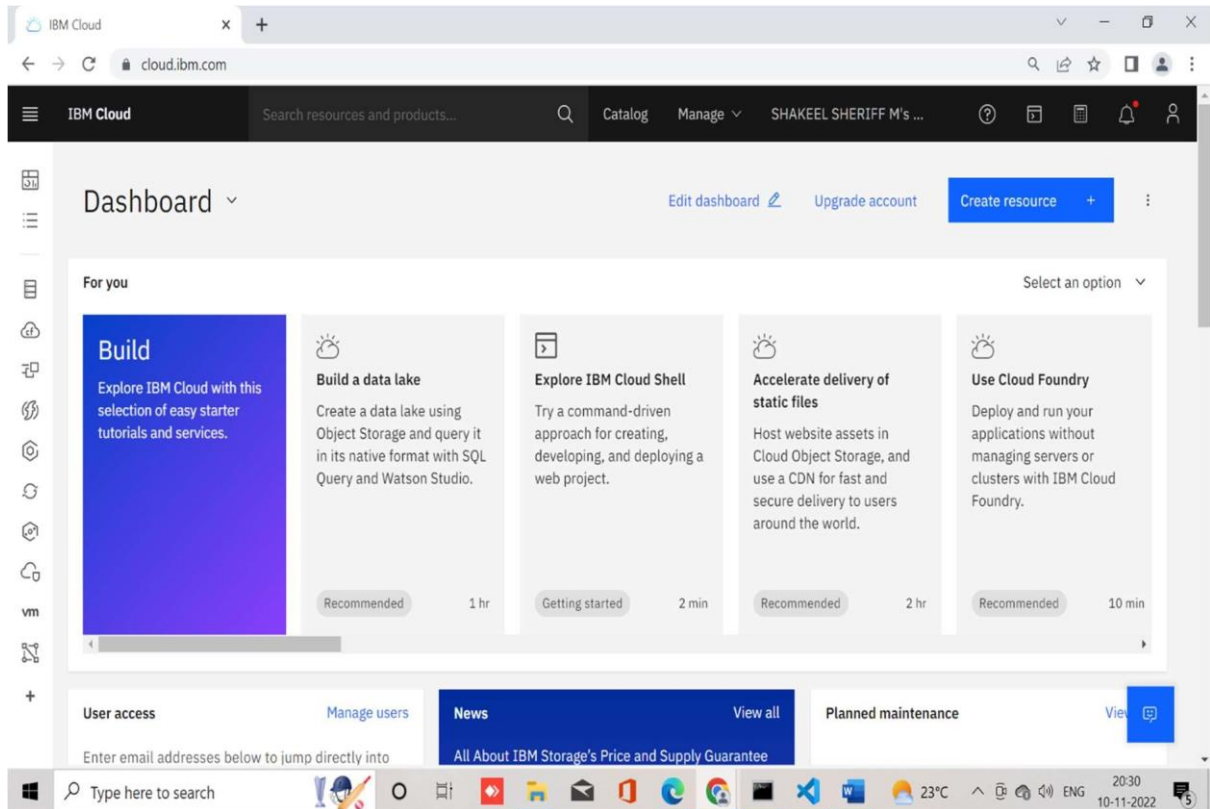 IBM Cloud
cloud.ibm.com
IBM Cloud
Search resources and products...
Catalog
Manage
SHAKEEL SHERIFF M's ...
Dashboard
Edit dashboard
Upgrade account
Create resource +
For you
Select an option
Build
Explore IBM Cloud with this
selection of easy starter
tutorials and services.
Build a data lake
Create a data lake using
Object Storage and query it
in its native format with SQL
Query and Watson Studio.
Recommended
1 hr
Explore IBM Cloud Shell
Try a command-driven
approach for creating,
developing, and deploying a
web project.
Getting started
2 min
Accelerate delivery of
static files
Host website assets in
Cloud Object Storage, and
use a CDN for fast and
secure delivery to users
around the world.
Recommended
2 hr
Use Cloud Foundry
Deploy and run your
applications without
managing servers or
clusters with IBM Cloud
Foundry.
Recommended
10 min
cf
vm
User access
Manage users
Enter email addresses below to jump directly into
News
View all
All About IBM Storage's Price and Supply Guarantee
Planned maintenance
Type here to search
23°C
ENG
20:30
10-11-2022
5